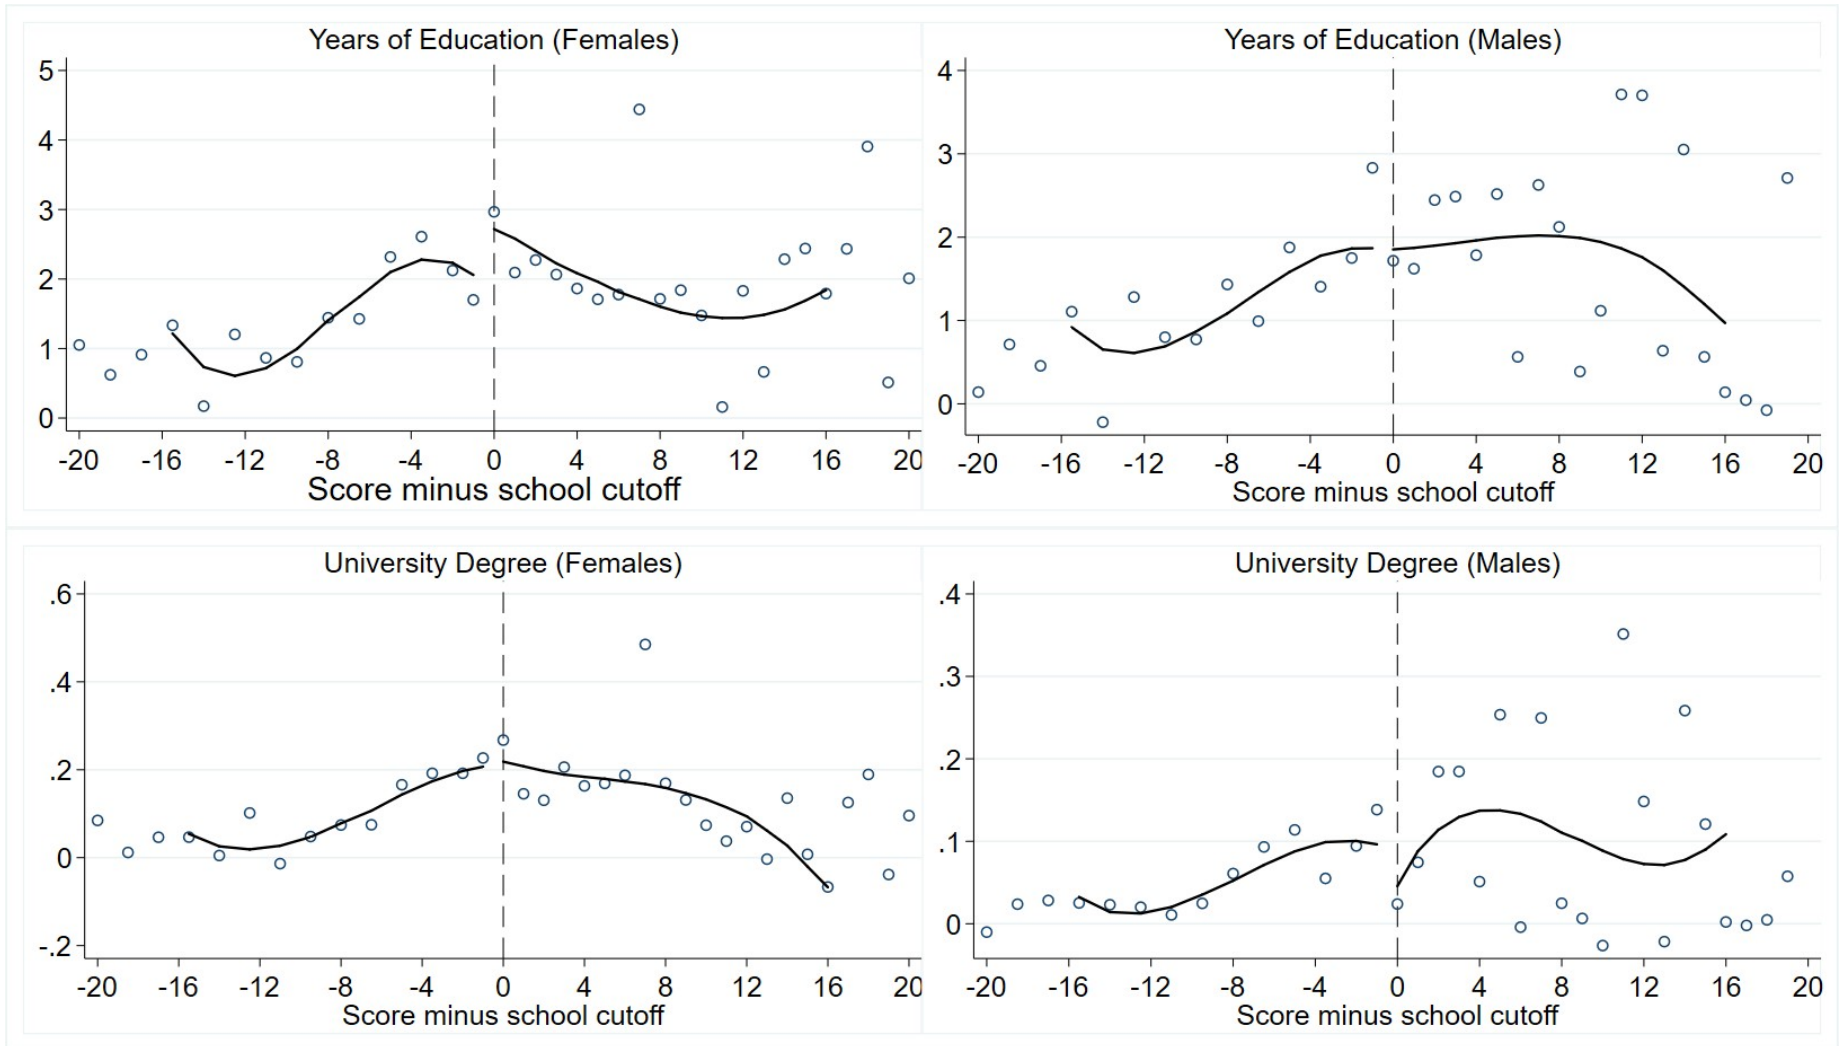 Years of Education (Females)
5
4
3
2
1
0
-20 -16 -12 -8 -4 0 4 8 12 16 20
Score minus school cutoff
Years of Education (Males)
4
3
2
1
0
-20 -16 -12 -8 -4 0 4 8 12 16 20
Score minus school cutoff
University Degree (Females)
.6
.4
.2
0
-.2
-20 -16 -12 -8 -4 0 4 8 12 16 20
Score minus school cutoff
University Degree (Males)
.4
.3
.2
.1
0
-20 -16 -12 -8 -4 0 4 8 12 16 20
Score minus school cutoff